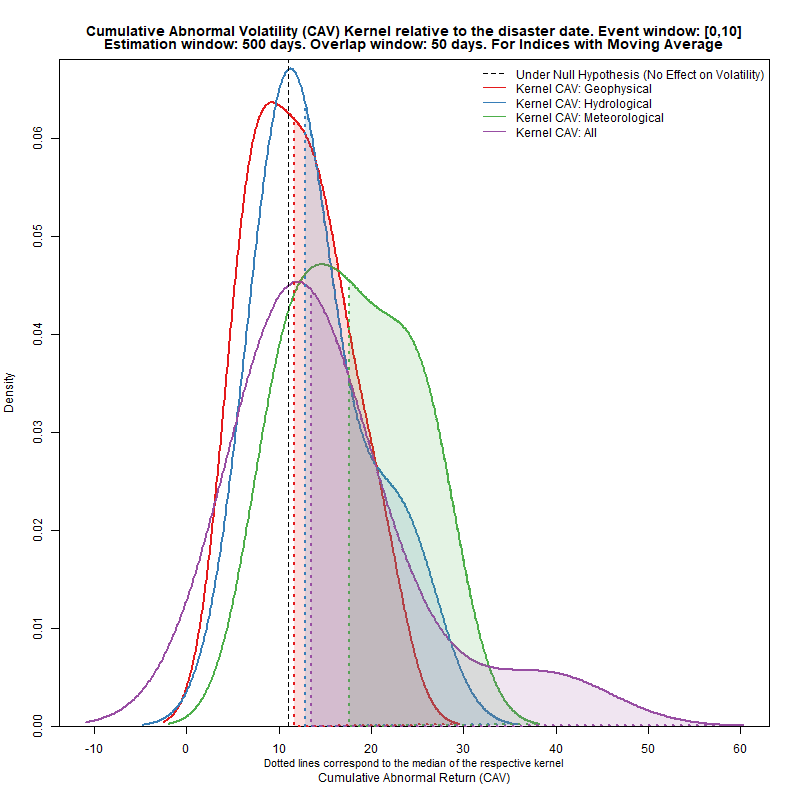 Cumulative Abnormal Volatility (CAV) Kernel relative to the disaster date. Event window: [0,10]
Estimation window: 500 days. Overlap window: 50 days. For Indices with Moving Average
Under Null Hypothesis (No Effect on Volatility)
Kernel CAV: Geophysical
Kernel CAV: Hydrological
Kernel CAV: Meteorological
Kernel CAV: All
Density
0.06
0.05
0.04
0.03
0.02
0.01
0.00
-10 0 10 20 30 40 50 60
Dotted lines correspond to the median of the respective kernel
Cumulative Abnormal Return (CAV)